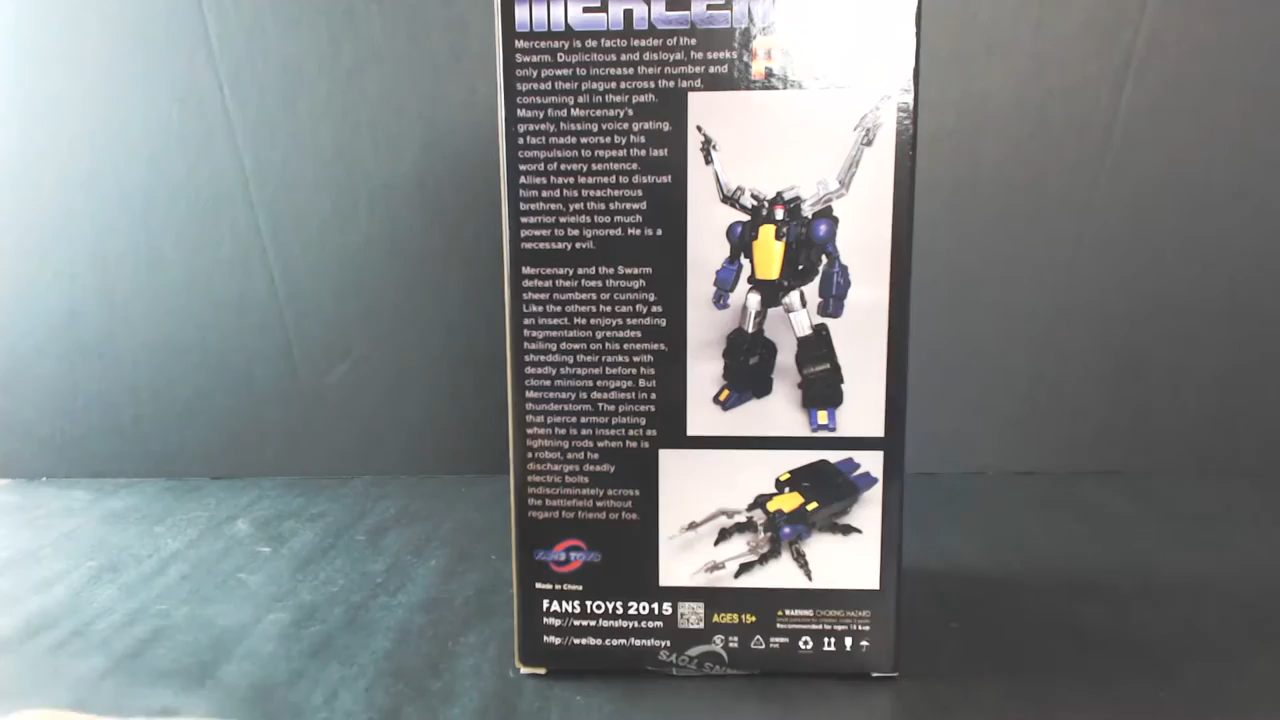 MERCEN
Mercenary is de facto leader of the
Swarm. Duplicitous and disloyal, he seeks
only power to increase their number and
spread their plague across the land,
consuming all in their path.
Many find Mercenary's
gravely, hissing voice grating,
a fact made worse by his
compulsion to repeat the last
word of every sentence.
Allies have learned to distrust
him and his treacherous
brethren, yet this shrewd
warrior wields too much
power to be ignored. He is a
necessary evil.
Mercenary and the Swarm
defeat their foes through
sheer numbers or cunning.
Like the others he can fly as
an insect. He enjoys sending
fragmentation grenades
hailing down on his enemies,
shredding their ranks with
deadly shrapnel before his
clone minions engage. But
Mercenary is deadliest in a
thunderstorm. The pincers
that pierce armor plating
when he is an insect act as
lightning rods when he is
a robot, and he
discharges deadly
electric bolts
indiscriminately across
the battlefield without
regard for friend or foe.
FANS TOYS
Made in China
FANS TOYS 2015
http://www.fanstoys.com
http://weibo.com/fanstoys
AGES 15+
WARNING CHOKING HAZARD
Recommended for ages 15 &up
PVC
NS TOYS